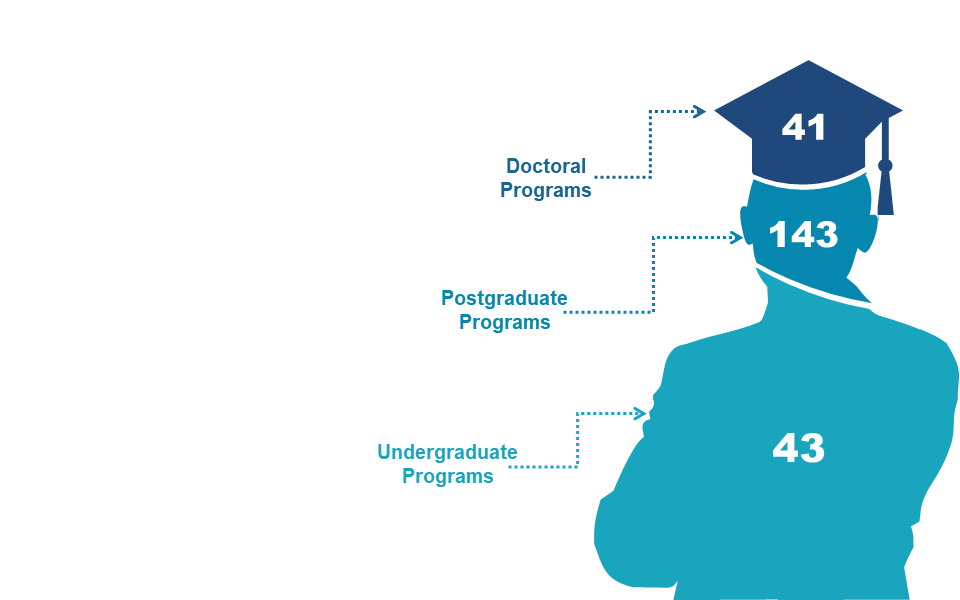 41
Doctoral
Programs
143
Postgraduate
Programs
Undergraduate
Programs
43